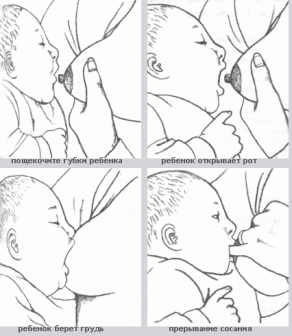 пощекочите губки ребенка
ребенок открывает рот
ребенок берет грудь
прерывание сосания